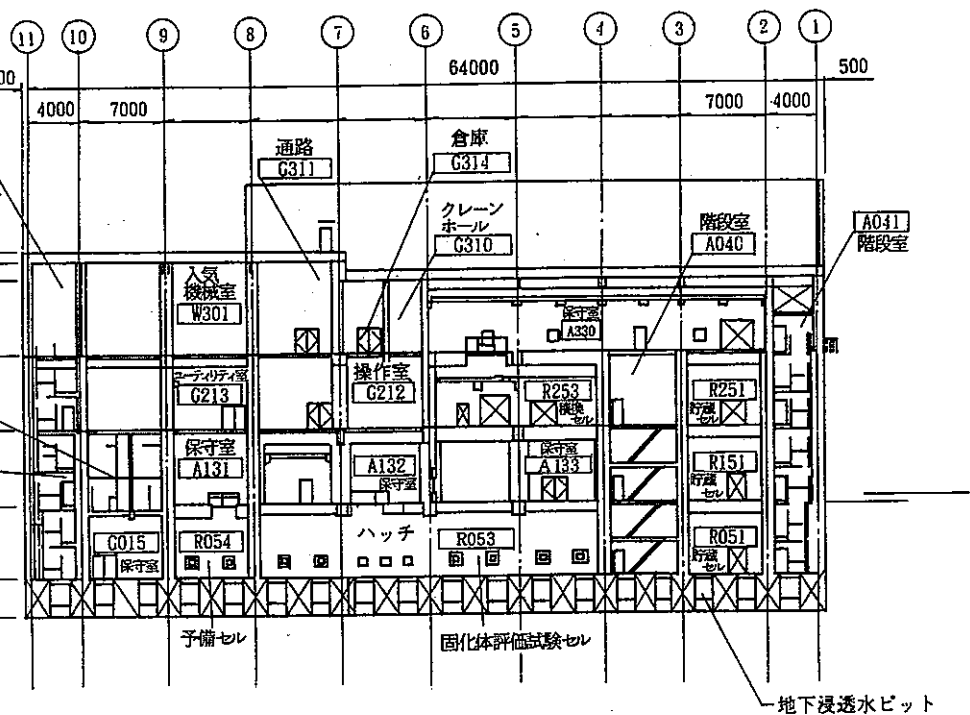 11 10 9 8 7 6 5 4 3 2 1
00 64000 500
4000 7000 7000 4000
通路
G311
倉庫
G314
クレーン
ホール
G310
階段室
A040
A041
階段室
入気
機械室
W301
保守室
A330
ユーティリティ室
G213
操作室
G212
R253
除染
セル
R251
貯蔵
セル
保守室
A131
A132
保守室
保守室
A133
R151
貯蔵
セル
G015
保守室
R054
ハッチ
R053
R051
貯蔵
セル
予備セル
固化体評価試験セル
地下浸透水ピット